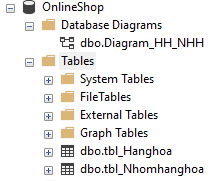 OnlineShop
Database Diagrams
dbo.Diagram_HH_NHH
Tables
System Tables
FileTables
External Tables
Graph Tables
dbo.tbl_Hanghoa
dbo.tbl_Nhomhanghoa